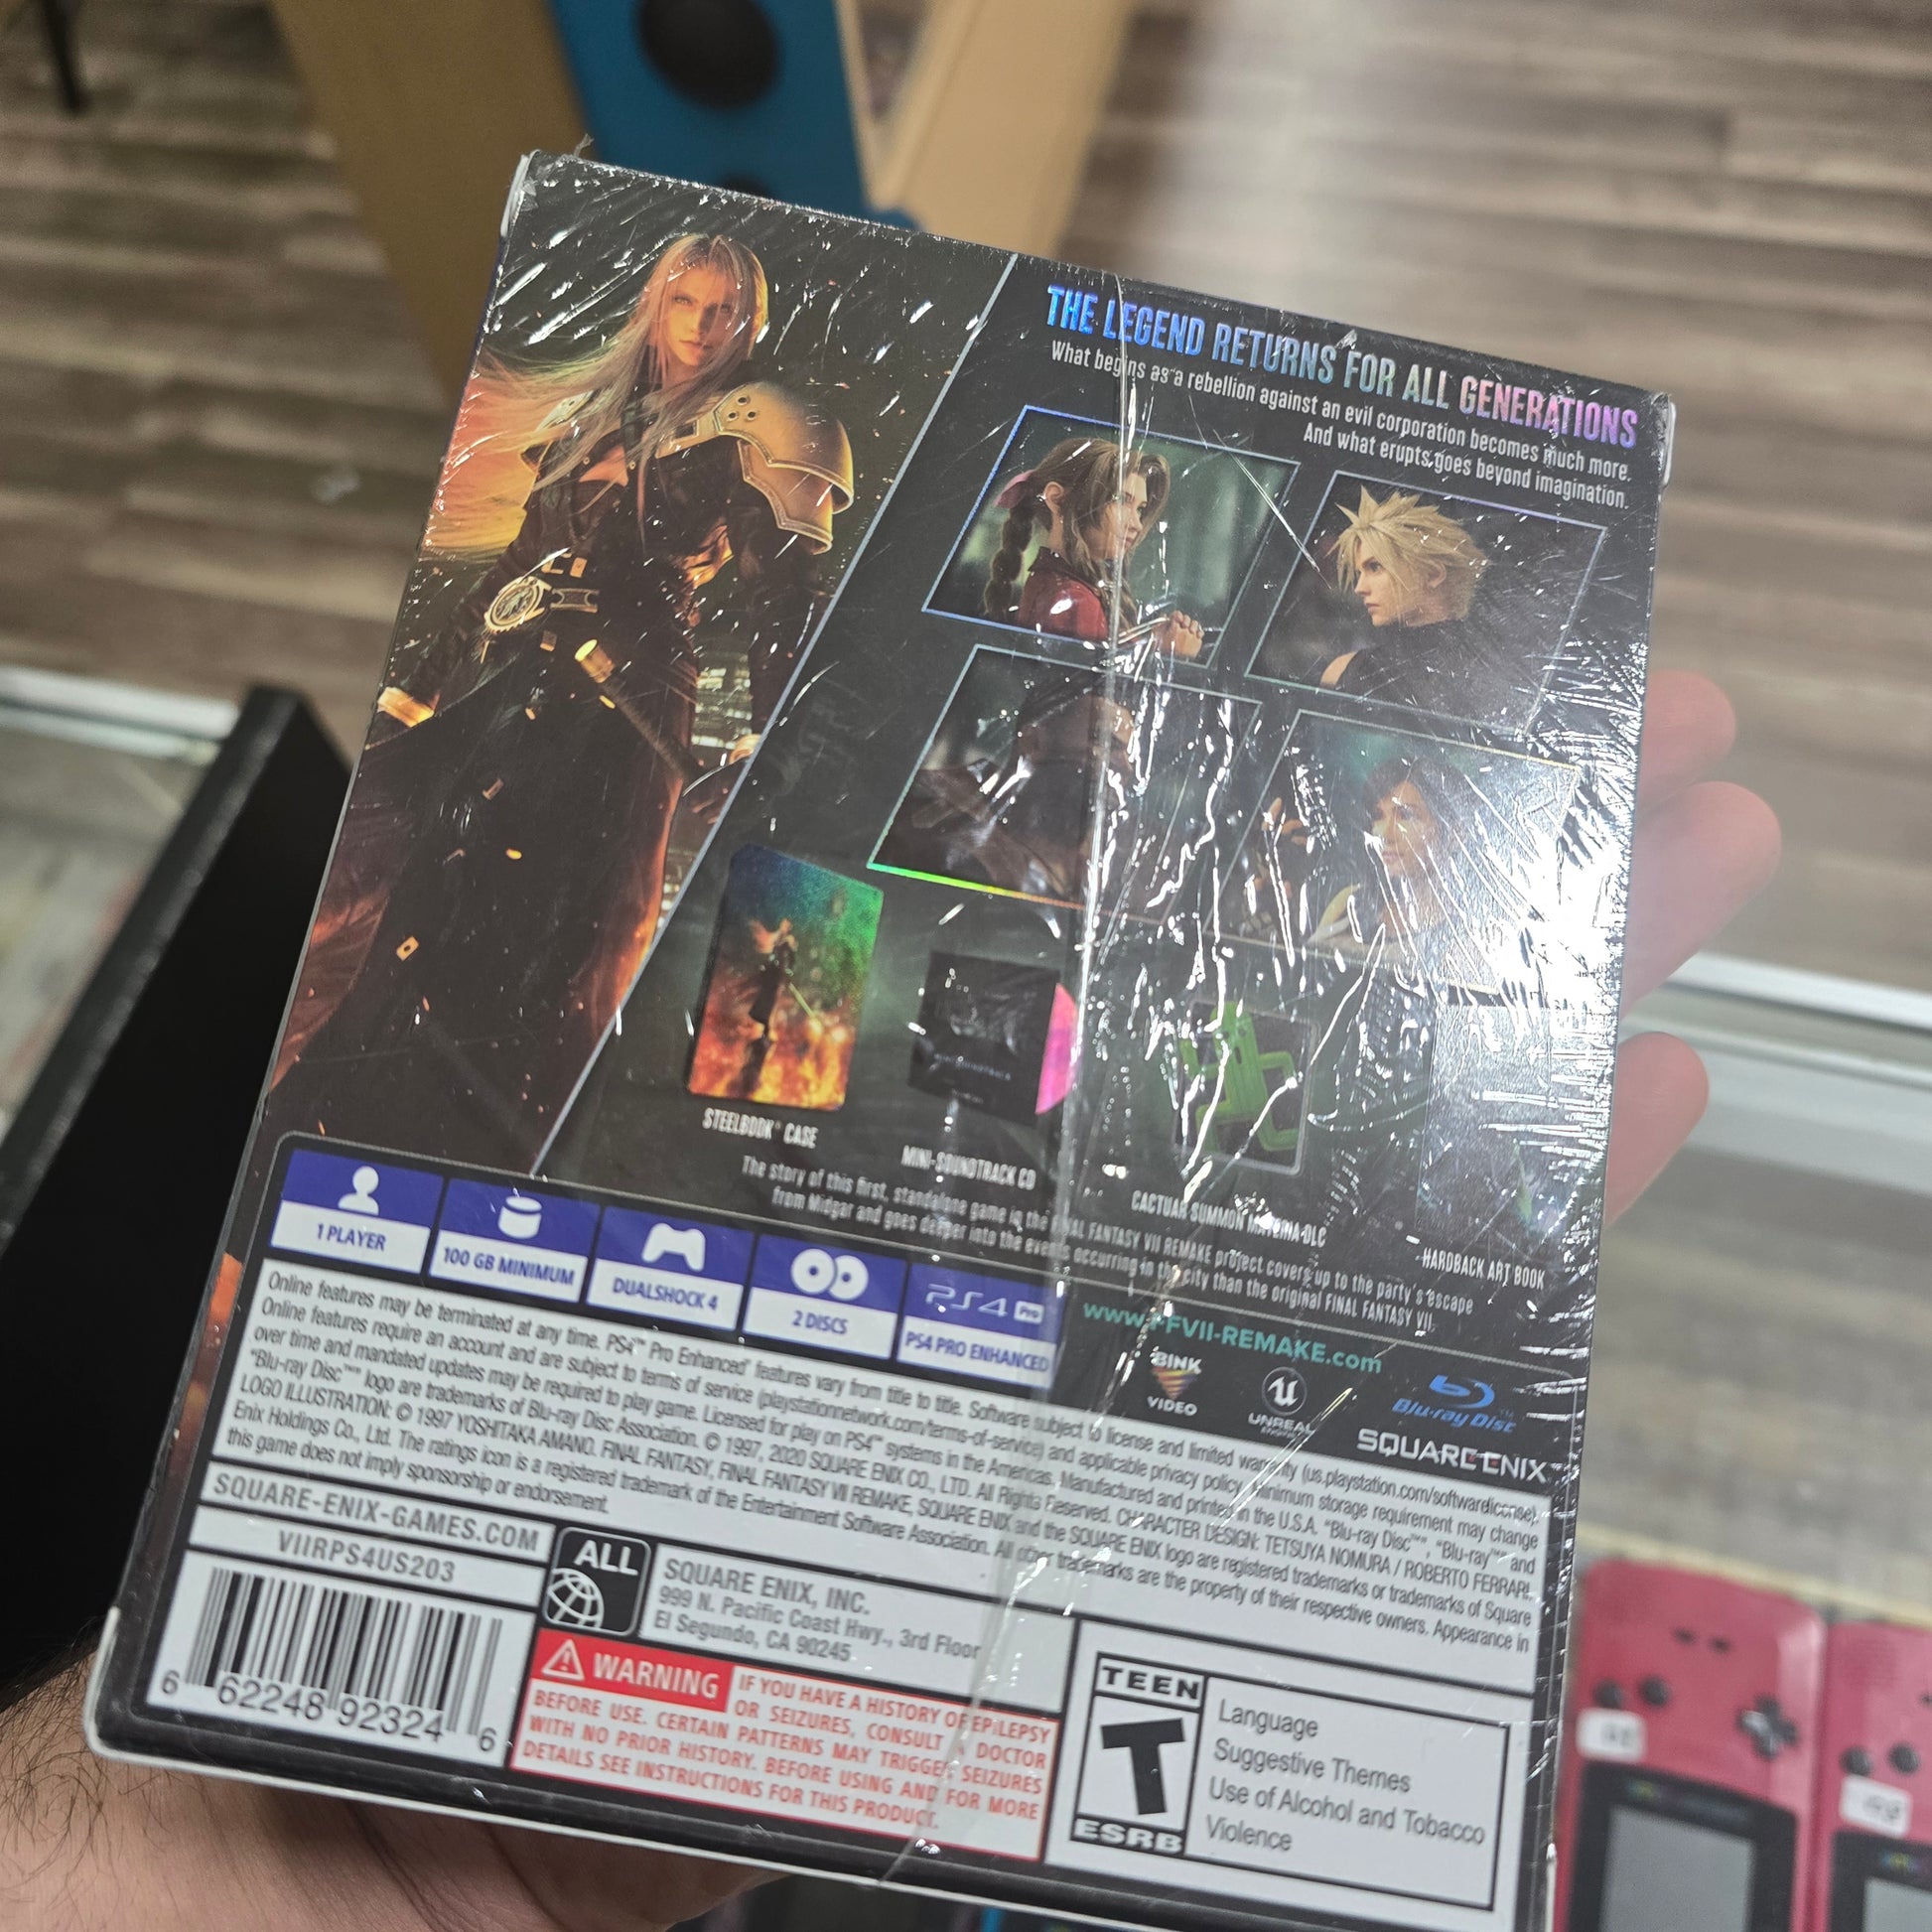 THE LEGEND RETURNS FOR ALL GENERATIONS
What begins as a rebellion against an evil corporation becomes much more.
And what erupts goes beyond imagination.
STEELBOOK® CASE
MINI-SOUNDTRACK CD
CACTUAR SUMMON MATERIA DLC
HARDBACK ART BOOK
The story of this first, standalone game in the FINAL FANTASY VII REMAKE project covers up to the party's escape
from Midgar and goes deeper into the events occurring in the city than the original FINAL FANTASY VII.
1 PLAYER
100 GB MINIMUM
DUALSHOCK 4
2 DISCS
PS4 Pro
PS4 PRO ENHANCED
www.FFVII-REMAKE.com
BINK
VIDEO
UNREAL
ENGINE
Blu-ray Disc™
SQUARE ENIX
Online features may be terminated at any time. PS4™ Pro Enhanced* features vary from title to title. Software subject to license and limited warranty (us.playstation.com/softwarelicense).
Online features require an account and are subject to terms of service (playstationnetwork.com/terms-of-service) and applicable privacy policy. Minimum storage requirement may change
over time and mandated updates may be required to play game. Licensed for play on PS4™ systems in the Americas. Manufactured and printed in the U.S.A. "Blu-ray Disc™", "Blu-ray™" and
"Blu-ray Disc™" logo are trademarks of Blu-ray Disc Association. © 1997, 2020 SQUARE ENIX CO., LTD. All Rights Reserved. CHARACTER DESIGN: TETSUYA NOMURA / ROBERTO FERRARI.
LOGO ILLUSTRATION: © 1997 YOSHITAKA AMANO. FINAL FANTASY, FINAL FANTASY VII REMAKE, SQUARE ENIX and the SQUARE ENIX logo are registered trademarks or trademarks of Square
Enix Holdings Co., Ltd. The ratings icon is a registered trademark of the Entertainment Software Association. All other trademarks are the property of their respective owners. Appearance in
this game does not imply sponsorship or endorsement.
SQUARE-ENIX-GAMES.COM
VIIRPS4US203
6 62248 92324 6
ALL
SQUARE ENIX, INC.
999 N. Pacific Coast Hwy., 3rd Floor
El Segundo, CA 90245
WARNING IF YOU HAVE A HISTORY OF EPILEPSY
OR SEIZURES, CONSULT A DOCTOR
BEFORE USE. CERTAIN PATTERNS MAY TRIGGER SEIZURES
WITH NO PRIOR HISTORY. BEFORE USING AND FOR MORE
DETAILS SEE INSTRUCTIONS FOR THIS PRODUCT.
TEEN
T
ESRB
Language
Suggestive Themes
Use of Alcohol and Tobacco
Violence